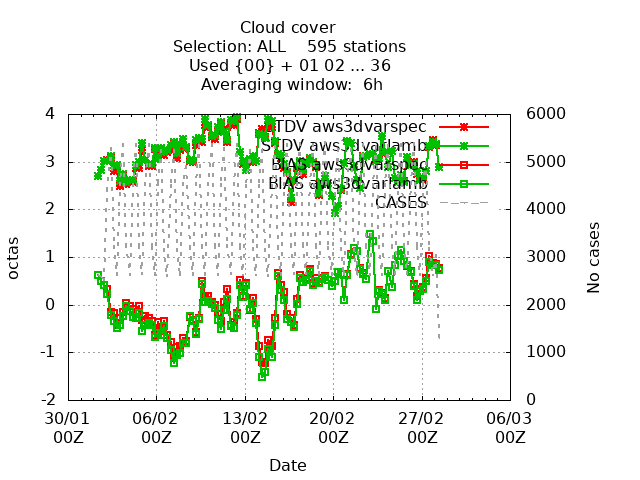 Cloud cover
Selection: ALL    595 stations
Used {00} + 01 02 ... 36
Averaging window:  6h
4 6000
STDV aws3dvarspec
STDV aws3dvarlamb
3 5000
BIAS aws3dvarspec
BIAS aws3dvarlamb
CASES
2 4000
1 3000
0 2000
-1 1000
-2 0
octas
No cases
30/01 06/02 13/02 20/02 27/02 06/03
00Z 00Z 00Z 00Z 00Z 00Z
Date